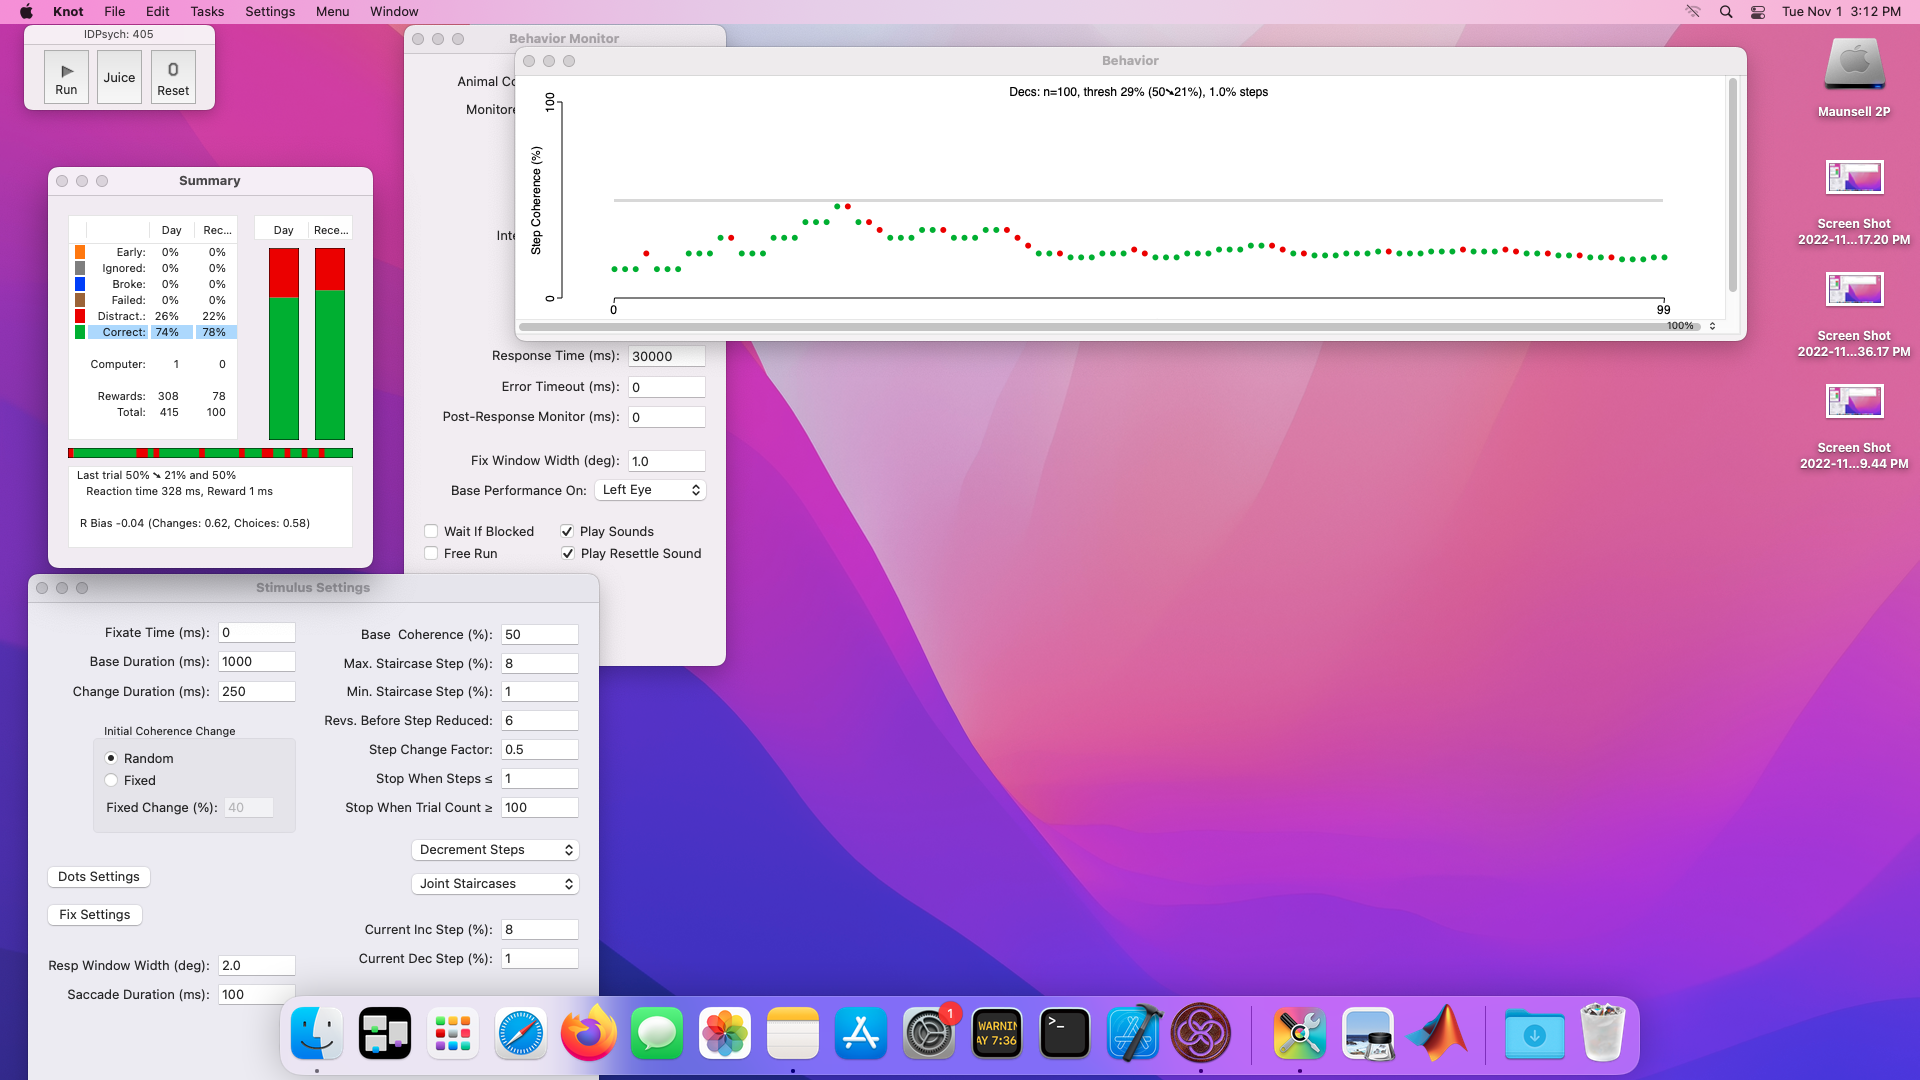 Knot File Edit Tasks Settings Menu Window
Tue Nov 1 3:12 PM
IDPsych: 405
Run
Juice
0
Reset
Summary
Day Rec...
Early: 0% 0%
Ignored: 0% 0%
Broke: 0% 0%
Failed: 0% 0%
Distract.: 26% 22%
Correct: 74% 78%
Computer: 1 0
Rewards: 308 78
Total: 415 100
Day Rece...
Last trial 50% ➘ 21% and 50%
Reaction time 328 ms, Reward 1 ms
R Bias -0.04 (Changes: 0.62, Choices: 0.58)
Behavior Monitor
Animal Co
Monitore
Inte
Response Time (ms): 30000
Error Timeout (ms): 0
Post-Response Monitor (ms): 0
Fix Window Width (deg): 1.0
Base Performance On: Left Eye
Wait If Blocked
Play Sounds
Free Run
Play Resettle Sound
Behavior
Decs: n=100, thresh 29% (50➘21%), 1.0% steps
Step Coherence (%)
100
0
0
99
100%
Stimulus Settings
Fixate Time (ms): 0
Base Duration (ms): 1000
Change Duration (ms): 250
Initial Coherence Change
Random
Fixed
Fixed Change (%): 40
Dots Settings
Fix Settings
Resp Window Width (deg): 2.0
Saccade Duration (ms): 100
Base Coherence (%): 50
Max. Staircase Step (%): 8
Min. Staircase Step (%): 1
Revs. Before Step Reduced: 6
Step Change Factor: 0.5
Stop When Steps ≤ 1
Stop When Trial Count ≥ 100
Decrement Steps
Joint Staircases
Current Inc Step (%): 8
Current Dec Step (%): 1
Maunsell 2P
Screen Shot
2022-11...17.20 PM
Screen Shot
2022-11...36.17 PM
Screen Shot
2022-11...9.44 PM
1
WARNIN
AY 7:36
>_